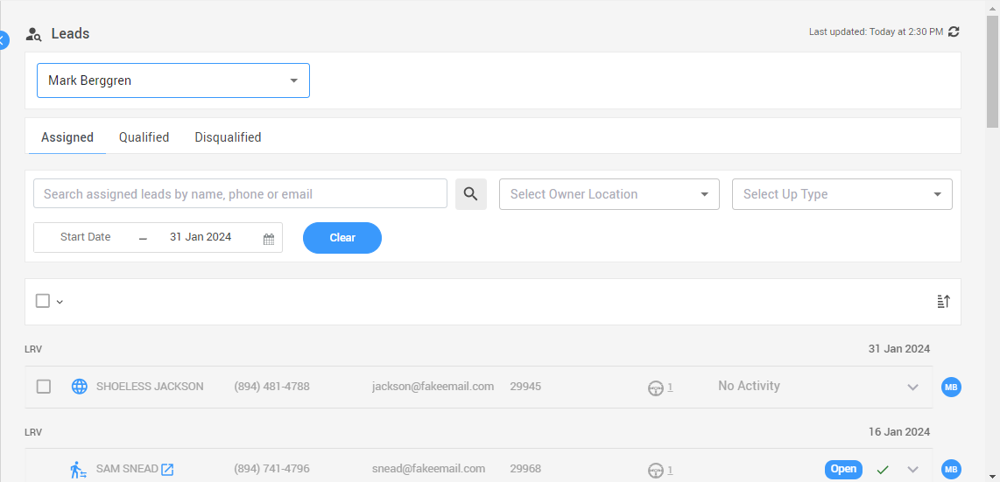 Leads
Last updated: Today at 2:30 PM
Mark Berggren
Assigned Qualified Disqualified
Search assigned leads by name, phone or email Select Owner Location Select Up Type
Start Date – 31 Jan 2024 Clear
LRV 31 Jan 2024
SHOELESS JACKSON (894) 481-4788 jackson@fakeemail.com 29945 1 No Activity MB
LRV 16 Jan 2024
SAM SNEAD (894) 741-4796 snead@fakeemail.com 29968 1 Open MB